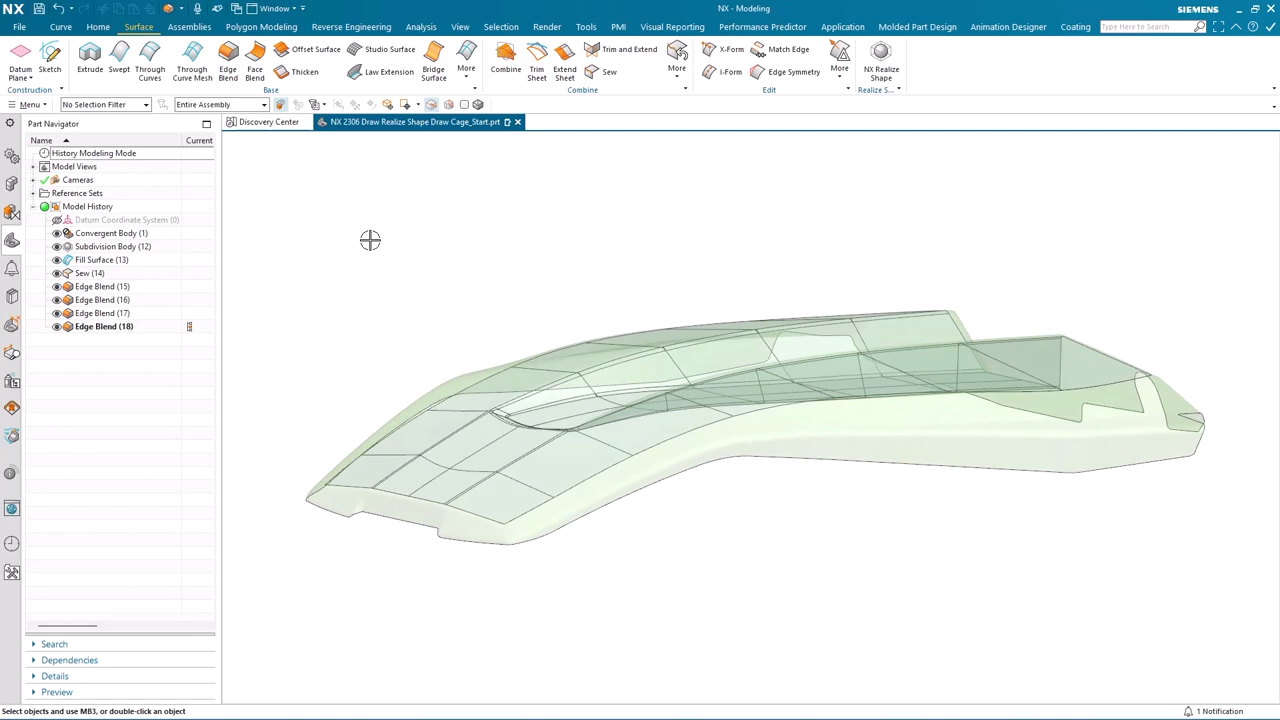 NX
Window
NX - Modeling
SIEMENS
File
Curve
Surface
Assemblies
Polygon Modeling
Reverse Engineering
Analysis
View
Selection
Render
Tools
PMI
Visual Reporting
Performance Predictor
Application
Molded Part Design
Animation Designer
Coating
Type Here to Search
Datum Plane
Sketch
Extrude
Swept
Through Curves
Through Curve Mesh
Edge Blend
Face Blend
Offset Surface
Thicken
Studio Surface
Law Extension
Bridge Surface
More
Combine
Trim Sheet
Extend Sheet
Trim and Extend
Sew
More
X-Form
I-Form
Match Edge
Edge Symmetry
More
NX Realize Shape
Construction
Base
Combine
Edit
Realize S...
Menu
No Selection Filter
Entire Assembly
Part Navigator
Discovery Center
NX 2306 Draw Realize Shape Draw Cage_Start.prt
Name
Current
History Modeling Mode
Model Views
Cameras
Reference Sets
Model History
Datum Coordinate System (0)
Convergent Body (1)
Subdivision Body (12)
Fill Surface (13)
Sew (14)
Edge Blend (15)
Edge Blend (16)
Edge Blend (17)
Edge Blend (18)
Search
Dependencies
Details
Preview
Select objects and use MB3, or double-click an object
1 Notification